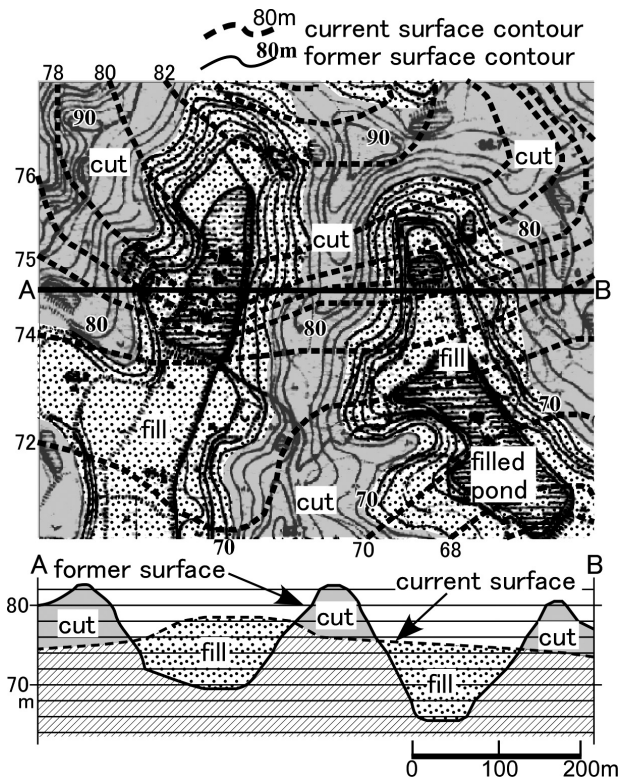 80m current surface contour
80m former surface contour
78 80 82
90
90
cut
cut
76
cut
80
75
A B
80
80
74
fill
70
fill
72
filled
pond
cut
70
70 70 68
A B
former surface
current surface
80
cut
cut
cut
fill
fill
70
m
0 100 200m